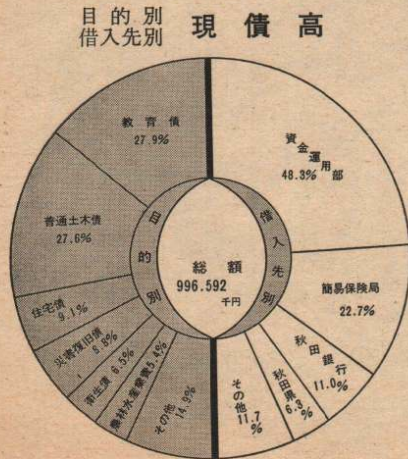 目的別
借入先別
現債高
教育債
27.9%
普通土木債
27.6%
住宅債
9.1%
災害復旧債
8.8%
衛生債
6.5%
農林水産業債
5.4%
その他
14.9%
目的別
総額
996.592
千円
借入先別
資金運用部
48.3%
簡易保険局
22.7%
秋田銀行
11.0%
秋田県
6.3%
その他
11.7%